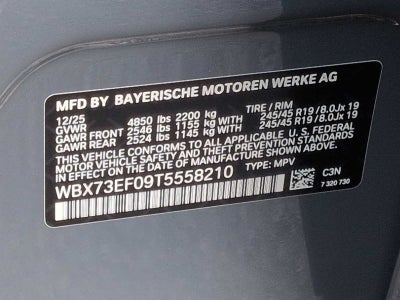 MFD BY BAYERISCHE MOTOREN WERKE AG
12/25 4850 lbs 2200 kg TIRE / RIM
GVWR
GAWR FRONT 2546 lbs 1155 kg 245/45 R19 / 8.0Jx 19
GAWR REAR 2524 lbs 1145 kg 245/45 R19 / 8.0Jx 19
THIS VEHICLE CONFORMS TO ALL APPLICABLE U.S. FEDERAL
MOTOR VEHICLE SAFETY, BUMPER, AND THEFT PREVENTION
STANDARDS IN EFFECT ON THE DATE OF
MANUFACTURE SHOWN ABOVE.
WBX73EF09T5558210 TYPE: MPV
C3N
7 320 730